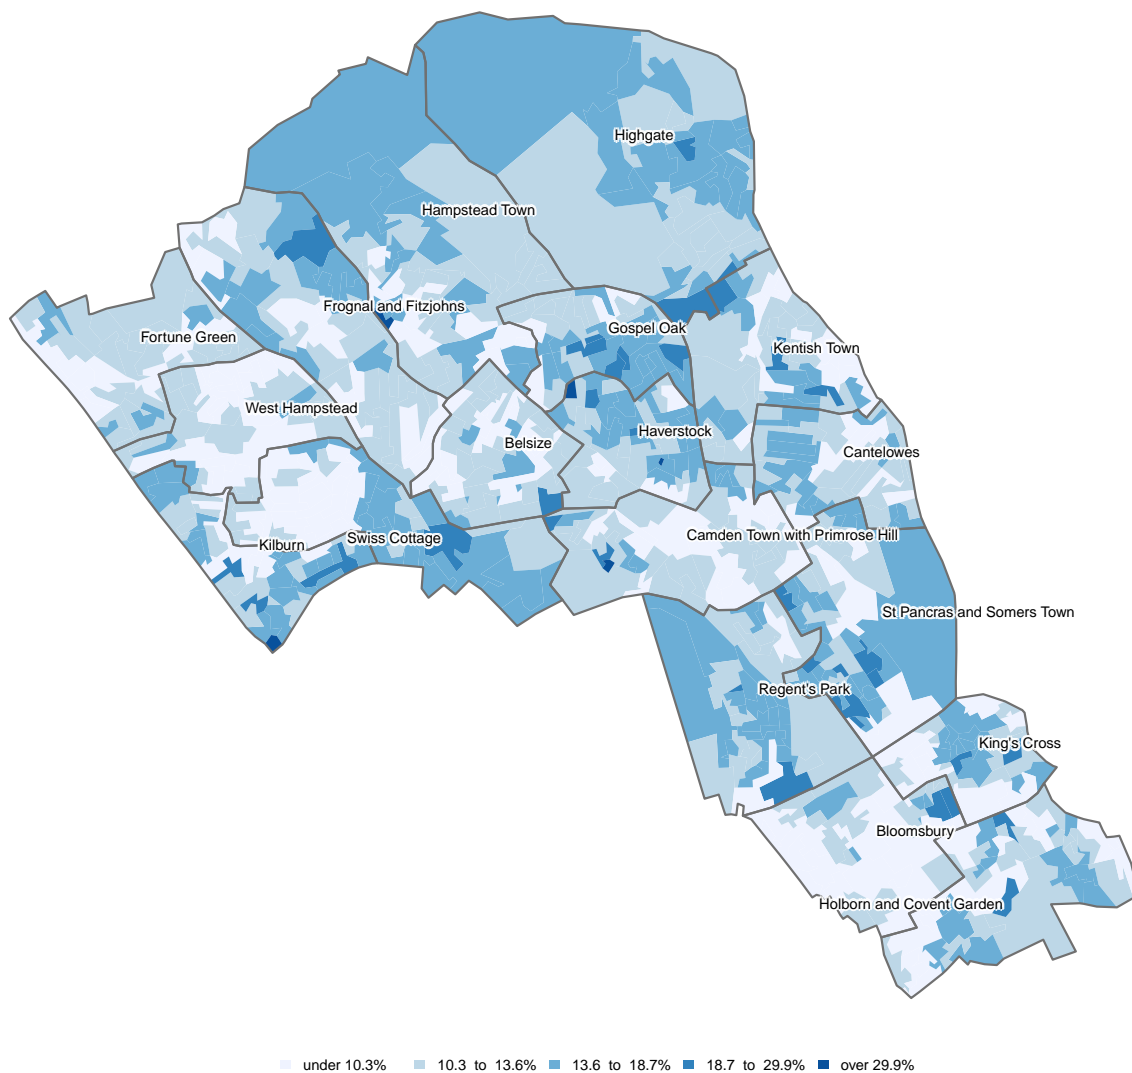 Highgate
Hampstead Town
Frognal and Fitzjohns
Gospel Oak
Fortune Green
Kentish Town
West Hampstead
Haverstock
Belsize
Cantelowes
Camden Town with Primrose Hill
Swiss Cottage
Kilburn
St Pancras and Somers Town
Regent's Park
King's Cross
Bloomsbury
Holborn and Covent Garden
under 10.3% 10.3 to 13.6% 13.6 to 18.7% 18.7 to 29.9% over 29.9%